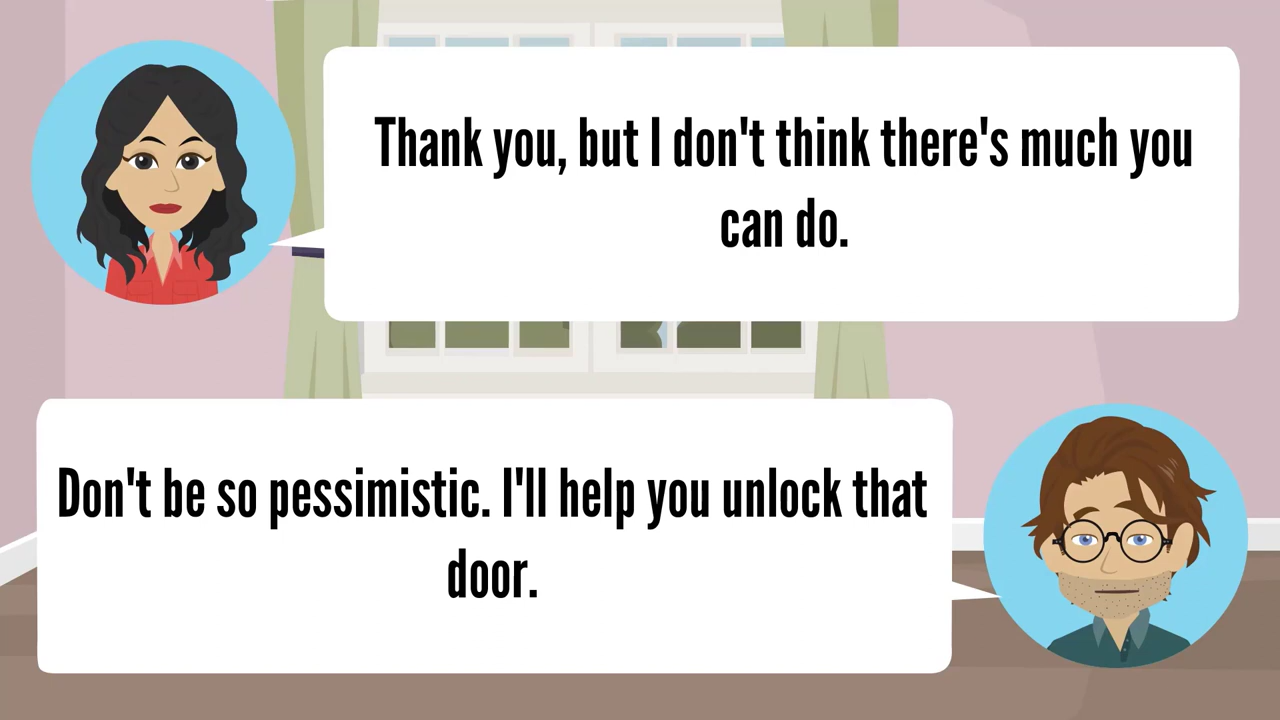 Thank you, but I don't think there's much you
can do.
Don't be so pessimistic. I'll help you unlock that
door.